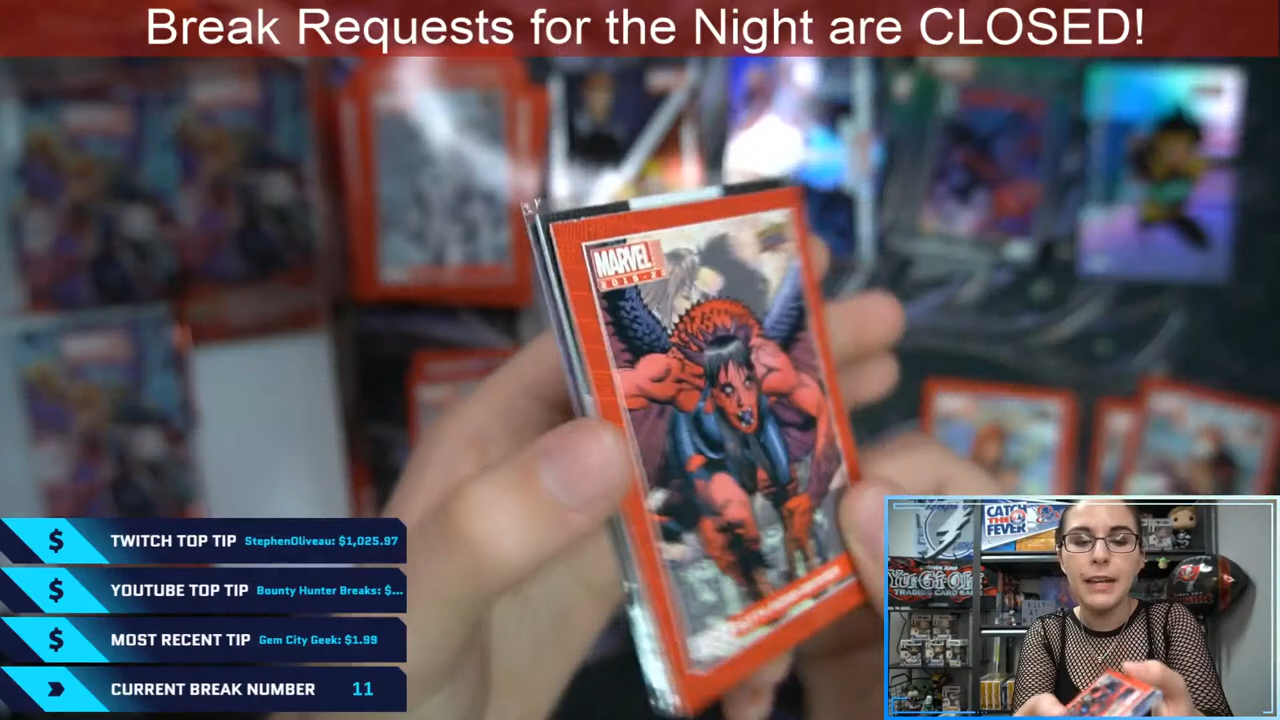 Break Requests for the Night are CLOSED!
MARVEL
CATCH
THE
FEVER
Yu-Gi-Oh!
TRADING CARD GAME
TWITCH TOP TIP StephenOliveau: $1,025.97
YOUTUBE TOP TIP Bounty Hunter Breaks: $...
MOST RECENT TIP Gem City Geek: $1.99
CURRENT BREAK NUMBER 11